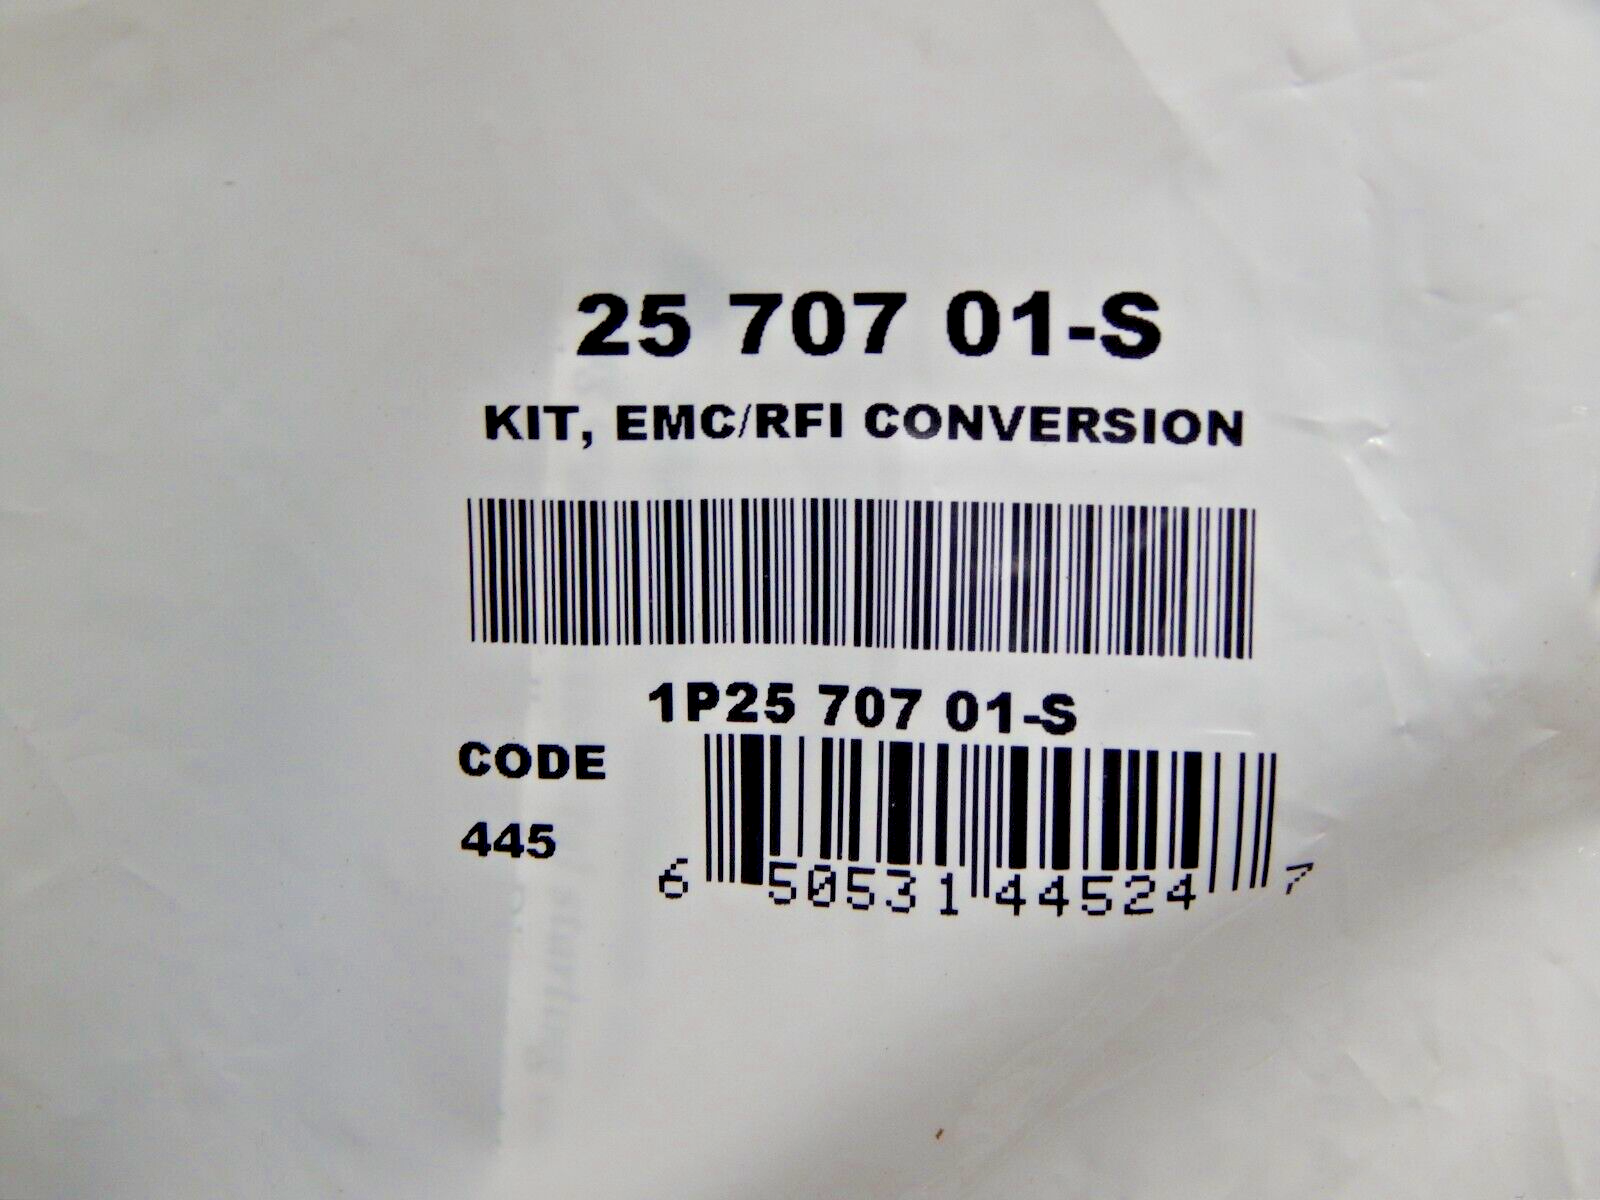 25 707 01-S
KIT, EMC/RFI CONVERSION
1P25 707 01-S
CODE
445
6 50531 44524 7